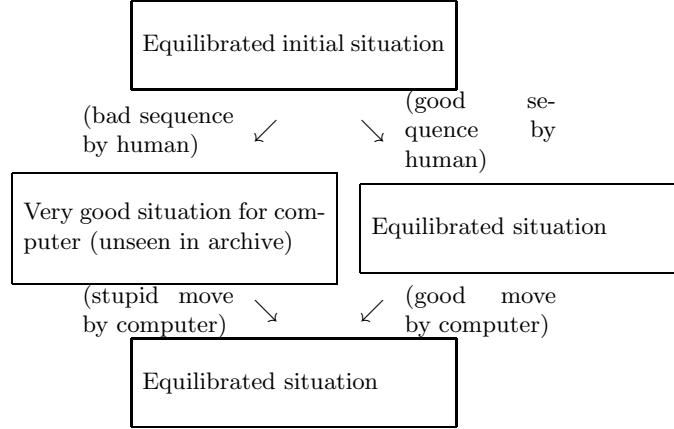 Equilibrated initial situation
(bad sequence
by human)
(good se-
quence by
human)
Very good situation for com-
puter (unseen in archive)
Equilibrated situation
(stupid move
by computer)
(good move
by computer)
Equilibrated situation